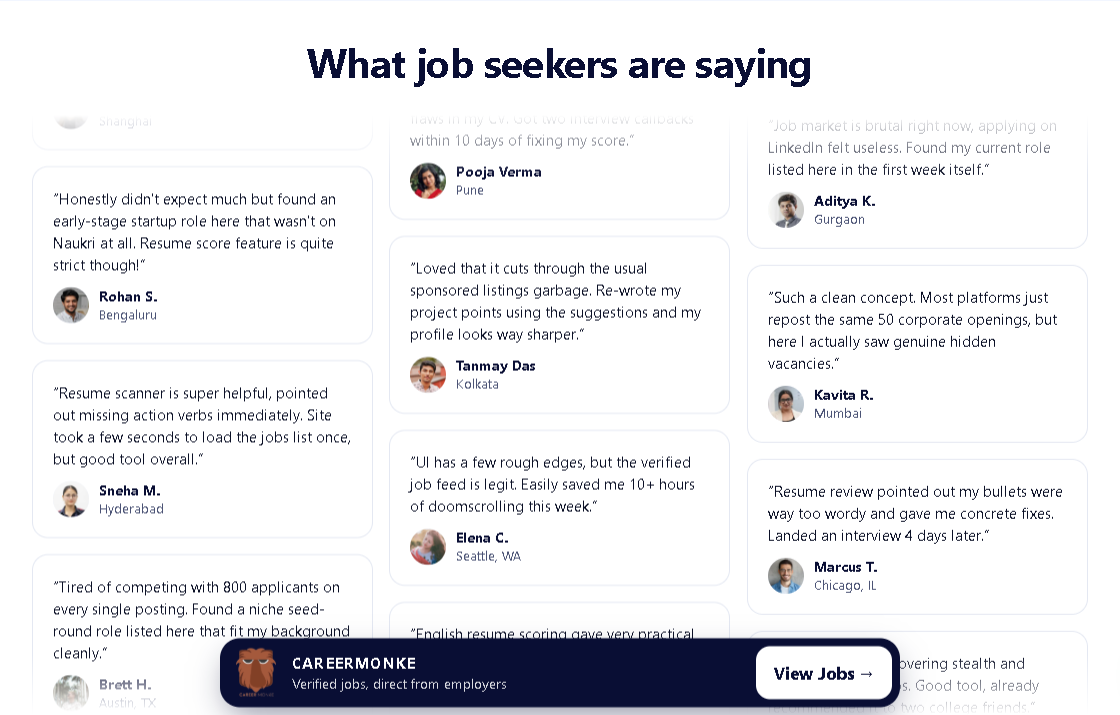 What job seekers are saying
Shanghai
"Honestly didn't expect much but found an
early-stage startup role here that wasn't on
Naukri at all. Resume score feature is quite
strict though!"
Rohan S.
Bengaluru
"Resume scanner is super helpful, pointed
out missing action verbs immediately. Site
took a few seconds to load the jobs list once,
but good tool overall."
Sneha M.
Hyderabad
"Tired of competing with 800 applicants on
every single posting. Found a niche seed-
round role listed here that fit my background
cleanly."
Brett H.
Austin, TX
flaws in my CV. Got two interview callbacks
within 10 days of fixing my score."
Pooja Verma
Pune
"Loved that it cuts through the usual
sponsored listings garbage. Re-wrote my
project points using the suggestions and my
profile looks way sharper."
Tanmay Das
Kolkata
"UI has a few rough edges, but the verified
job feed is legit. Easily saved me 10+ hours
of doomscrolling this week."
Elena C.
Seattle, WA
"English resume scoring gave very practical
"Job market is brutal right now, applying on
LinkedIn felt useless. Found my current role
listed here in the first week itself."
Aditya K.
Gurgaon
"Such a clean concept. Most platforms just
repost the same 50 corporate openings, but
here I actually saw genuine hidden
vacancies."
Kavita R.
Mumbai
"Resume review pointed out my bullets were
way too wordy and gave me concrete fixes.
Landed an interview 4 days later."
Marcus T.
Chicago, IL
overing stealth and
s. Good tool, already
to two college friends."
CAREERMONKE
Verified jobs, direct from employers
View Jobs →